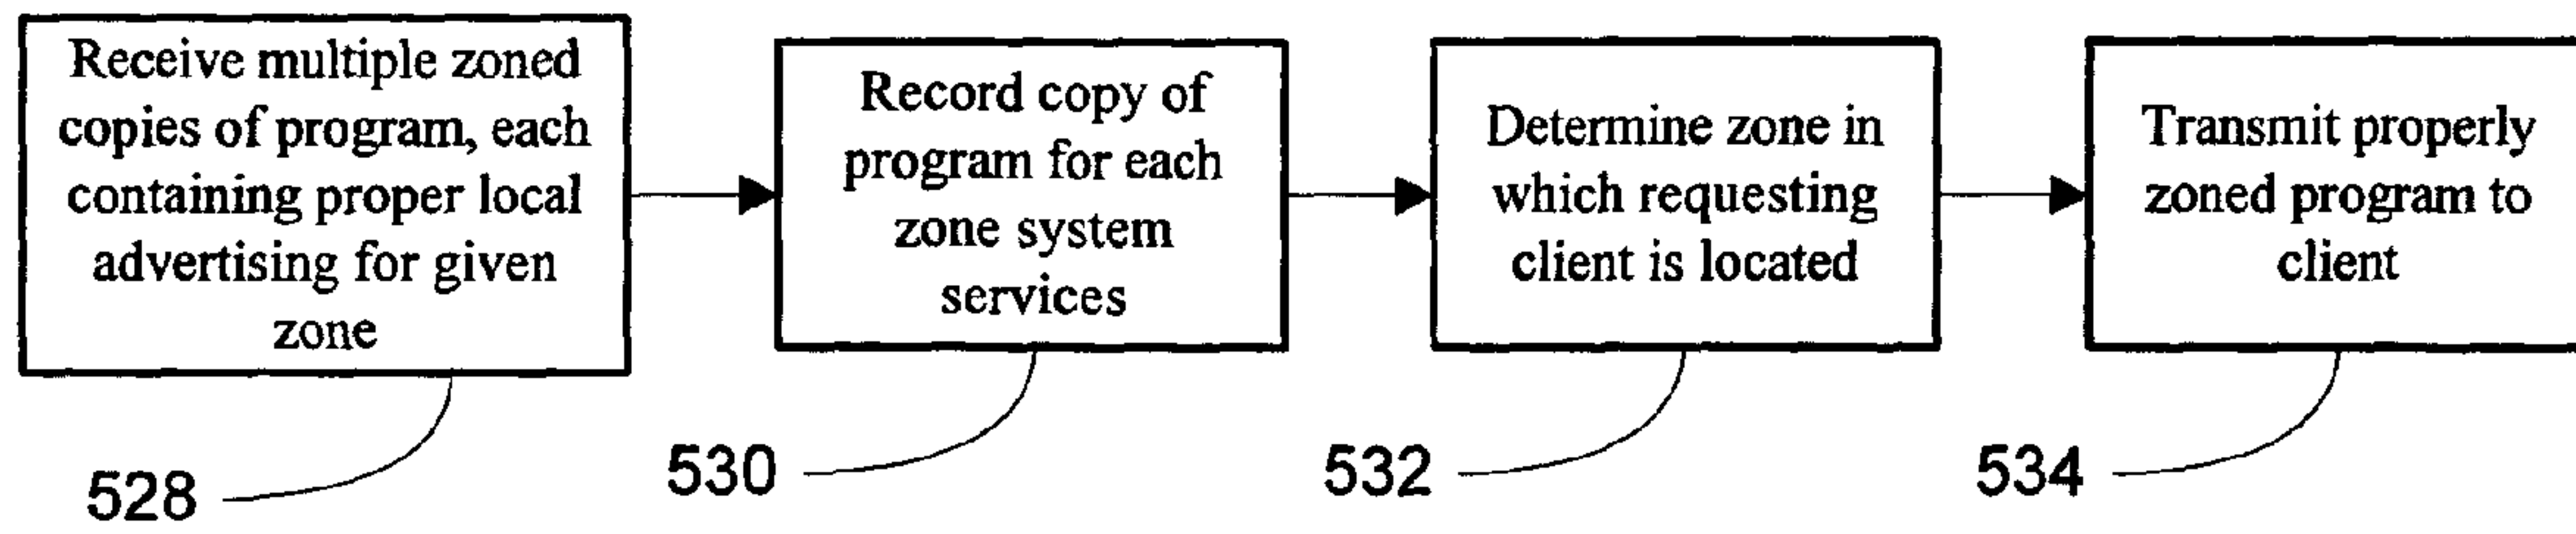 Receive multiple zoned
copies of program, each
containing proper local
advertising for given
zone
Record copy of
program for each
zone system
services
Determine zone in
which requesting
client is located
Transmit properly
zoned program to
client
528
530
532
534